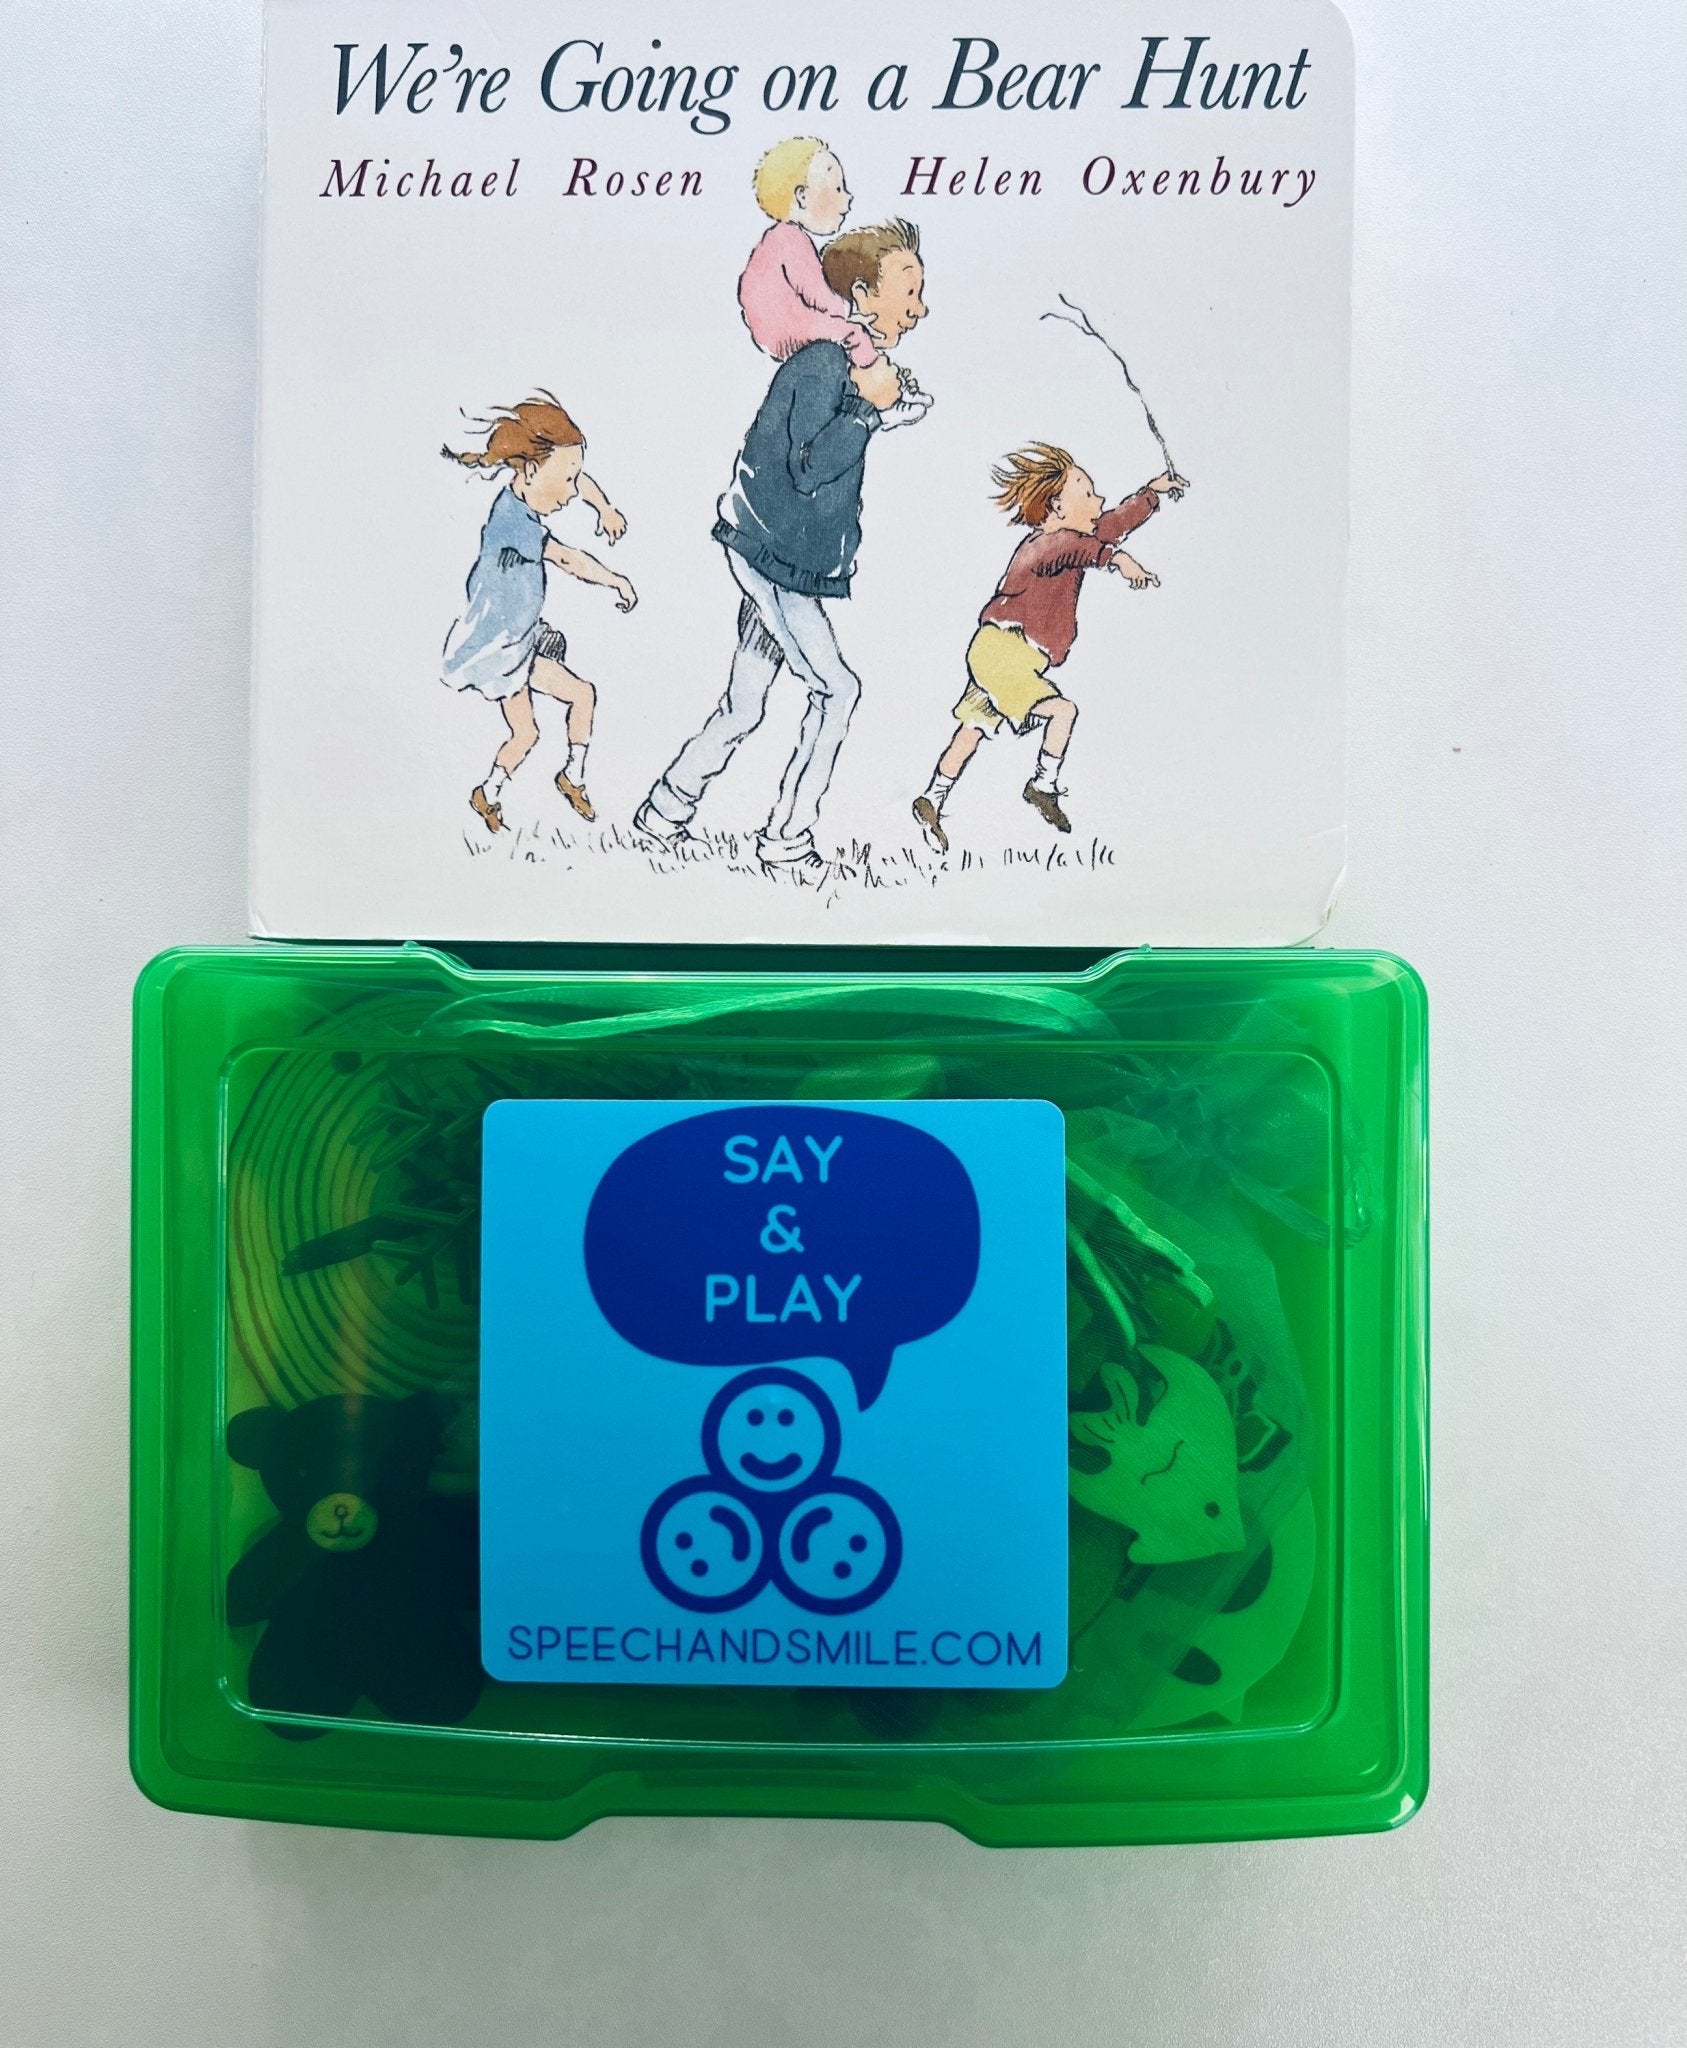 We're Going on a Bear Hunt
Michael Rosen Helen Oxenbury
SAY
&
PLAY
SPEECHANDSMILE.COM